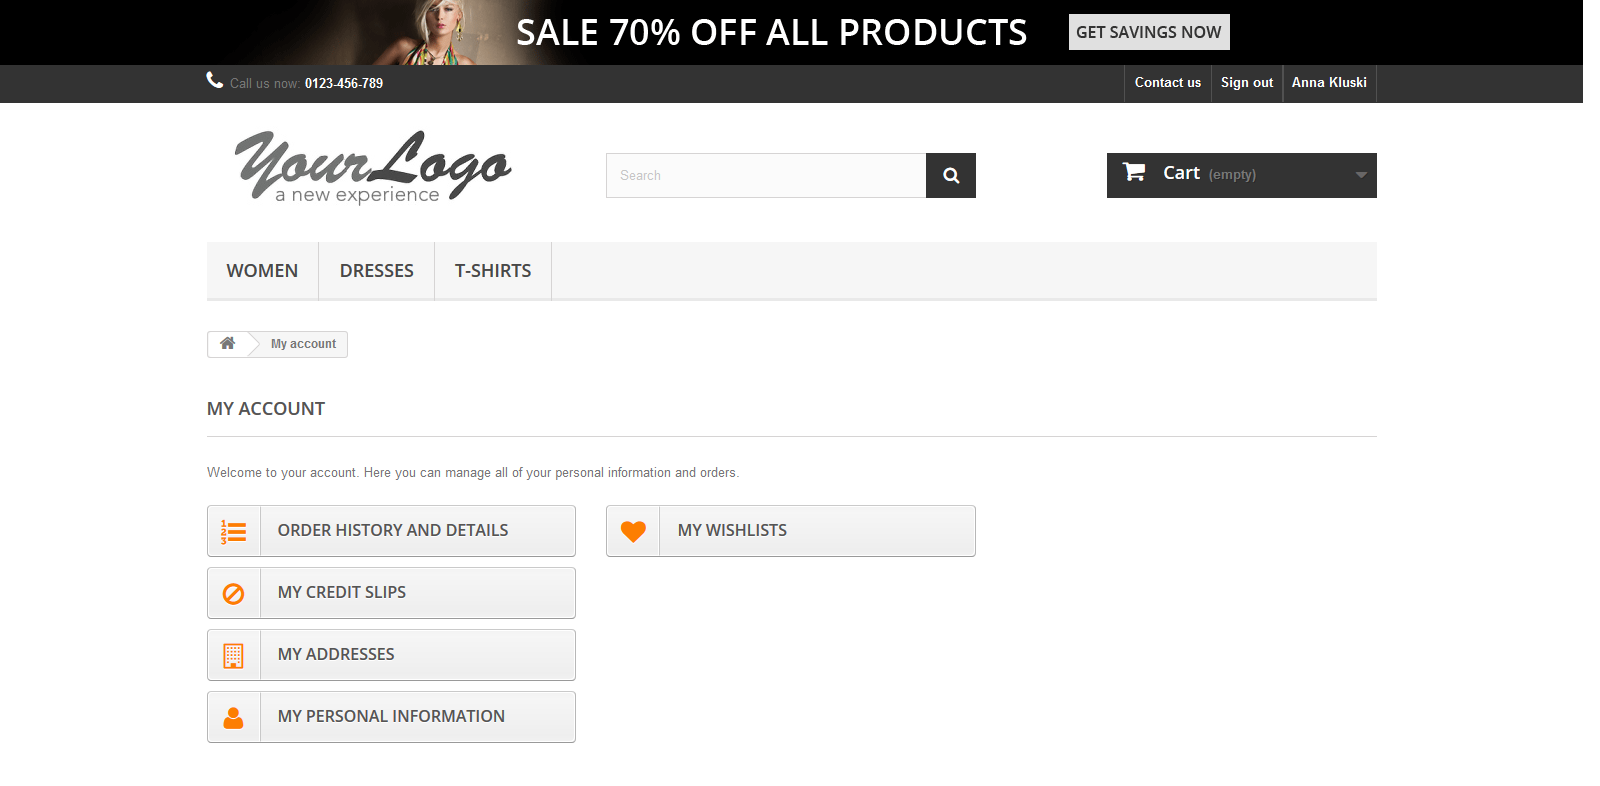 SALE 70% OFF ALL PRODUCTS GET SAVINGS NOW
Call us now: 0123-456-789 Contact us Sign out Anna Kluski
YourLogo
a new experience
Search
Cart (empty)
WOMEN DRESSES T-SHIRTS
My account
MY ACCOUNT
Welcome to your account. Here you can manage all of your personal information and orders.
1 2 3 ORDER HISTORY AND DETAILS
MY WISHLISTS
MY CREDIT SLIPS
MY ADDRESSES
MY PERSONAL INFORMATION